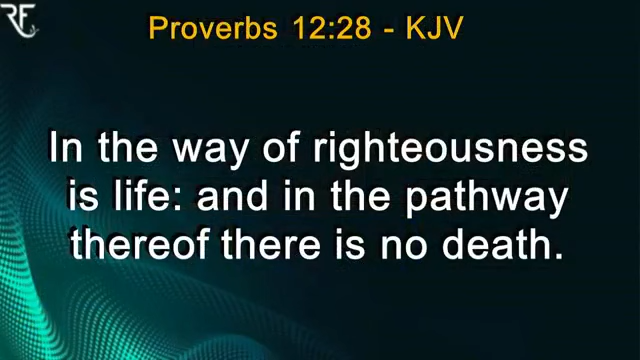 RF
Proverbs 12:28 - KJV
In the way of righteousness
is life: and in the pathway
thereof there is no death.